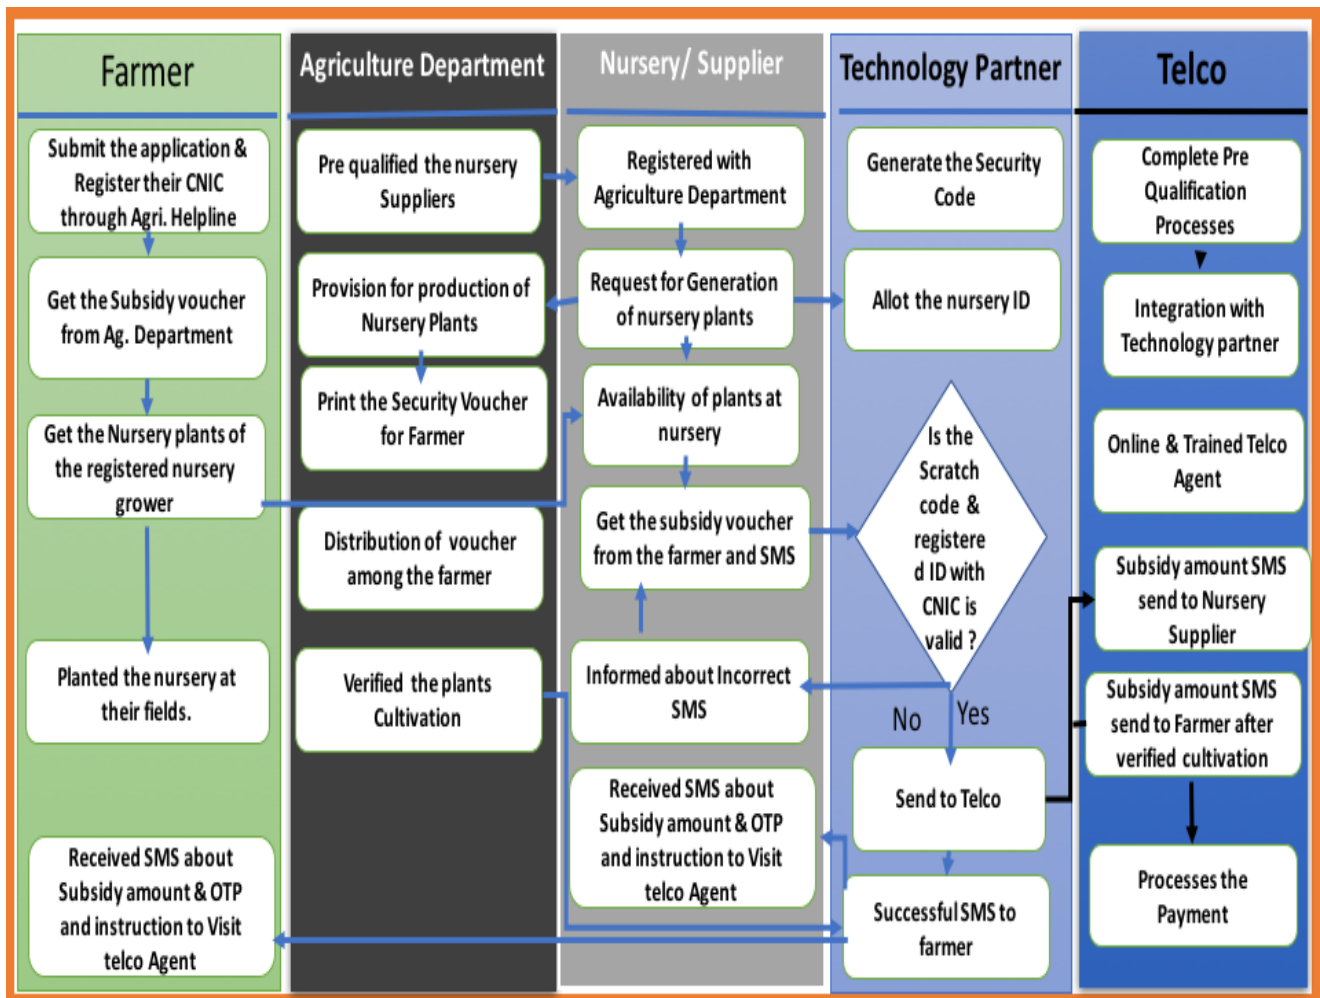 Farmer
Submit the application &
Register their CNIC
through Agri. Helpline
Get the Subsidy voucher
from Ag. Department
Get the Nursery plants of
the registered nursery
grower
Planted the nursery at
their fields.
Received SMS about
Subsidy amount & OTP
and instruction to Visit
telco Agent
Agriculture Department
Pre qualified the nursery
Suppliers
Provision for production of
Nursery Plants
Print the Security Voucher
for Farmer
Distribution of voucher
among the farmer
Verified the plants
Cultivation
Nursery/ Supplier
Registered with
Agriculture Department
Request for Generation
of nursery plants
Availability of plants at
nursery
Get the subsidy voucher
from the farmer and SMS
Informed about Incorrect
SMS
Received SMS about
Subsidy amount & OTP
and instruction to Visit
telco Agent
Technology Partner
Generate the Security
Code
Allot the nursery ID
Is the
Scratch
code &
registere
d ID with
CNIC is
valid ?
No
Yes
Send to Telco
Successful SMS to
farmer
Telco
Complete Pre
Qualification
Processes
Integration with
Technology partner
Online & Trained Telco
Agent
Subsidy amount SMS
send to Nursery
Supplier
Subsidy amount SMS
send to Farmer after
verified cultivation
Processes the
Payment